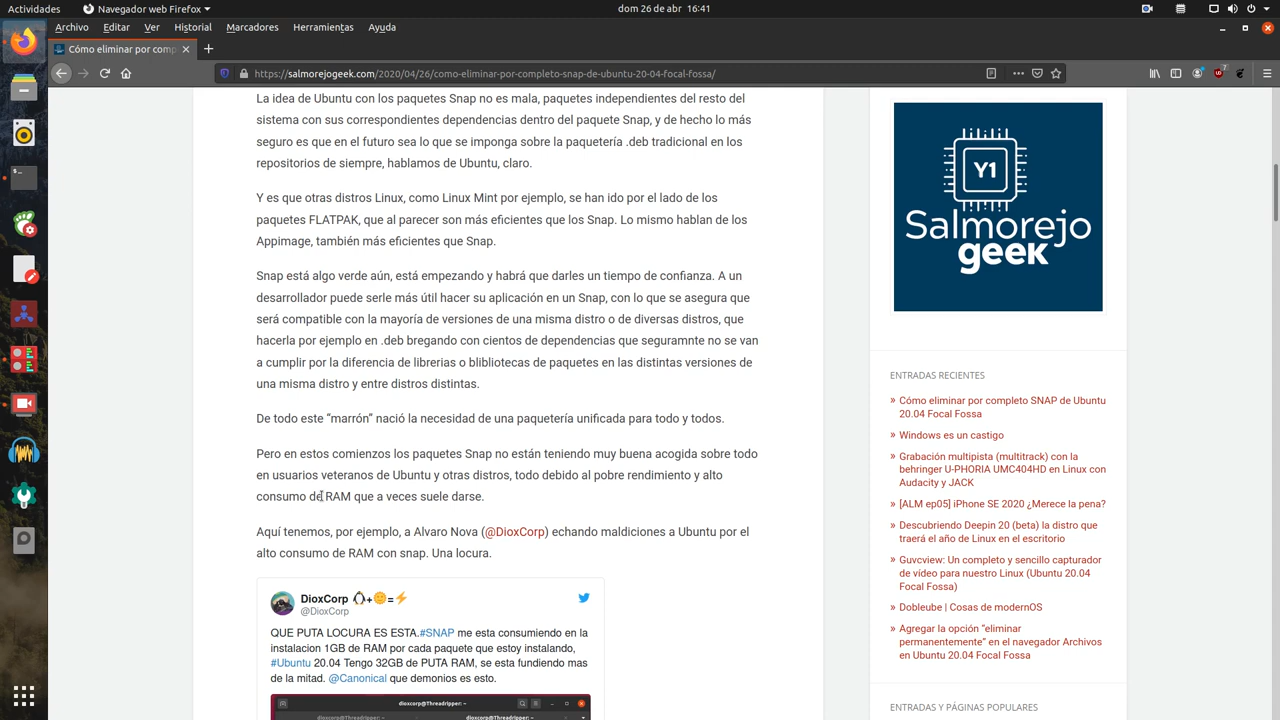 Actividades
Navegador web Firefox
dom 26 de abr 16:41
Archivo Editar Ver Historial Marcadores Herramientas Ayuda
Cómo eliminar por comp
https://salmorejogeek.com/2020/04/26/como-eliminar-por-completo-snap-de-ubuntu-20-04-focal-fossa/
7
La idea de Ubuntu con los paquetes Snap no es mala, paquetes independientes del resto del
sistema con sus correspondientes dependencias dentro del paquete Snap, y de hecho lo más
seguro es que en el futuro sea lo que se imponga sobre la paquetería .deb tradicional en los
repositorios de siempre, hablamos de Ubuntu, claro.
Y es que otras distros Linux, como Linux Mint por ejemplo, se han ido por el lado de los
paquetes FLATPAK, que al parecer son más eficientes que los Snap. Lo mismo hablan de los
Appimage, también más eficientes que Snap.
Snap está algo verde aún, está empezando y habrá que darles un tiempo de confianza. A un
desarrollador puede serle más útil hacer su aplicación en un Snap, con lo que se asegura que
será compatible con la mayoría de versiones de una misma distro o de diversas distros, que
hacerla por ejemplo en .deb bregando con cientos de dependencias que seguramnte no se van
a cumplir por la diferencia de librerias o blibliotecas de paquetes en las distintas versiones de
una misma distro y entre distros distintas.
De todo este “marrón” nació la necesidad de una paquetería unificada para todo y todos.
Pero en estos comienzos los paquetes Snap no están teniendo muy buena acogida sobre todo
en usuarios veteranos de Ubuntu y otras distros, todo debido al pobre rendimiento y alto
consumo de RAM que a veces suele darse.
Aquí tenemos, por ejemplo, a Alvaro Nova (@DioxCorp) echando maldiciones a Ubuntu por el
alto consumo de RAM con snap. Una locura.
DioxCorp 🐧+🙂=⚡
@DioxCorp
QUE PUTA LOCURA ES ESTA.#SNAP me esta consumiendo en la
instalacion 1GB de RAM por cada paquete que estoy instalando,
#Ubuntu 20.04 Tengo 32GB de PUTA RAM, se esta fundiendo mas
de la mitad. @Canonical que demonios es esto.
dioxcorp@Threadripper: ~
dioxcorp@Threadripper: ~ dioxcorp@Threadripper: ~
Y1
Salmorejo
geek
ENTRADAS RECIENTES
» Cómo eliminar por completo SNAP de Ubuntu
20.04 Focal Fossa
» Windows es un castigo
» Grabación multipista (multitrack) con la
behringer U-PHORIA UMC404HD en Linux con
Audacity y JACK
» [ALM ep05] iPhone SE 2020 ¿Merece la pena?
» Descubriendo Deepin 20 (beta) la distro que
traerá el año de Linux en el escritorio
» Guvcview: Un completo y sencillo capturador
de vídeo para nuestro Linux (Ubuntu 20.04
Focal Fossa)
» Dobleube | Cosas de modernOS
» Agregar la opción “eliminar
permanentemente” en el navegador Archivos
en Ubuntu 20.04 Focal Fossa
ENTRADAS Y PÁGINAS POPULARES